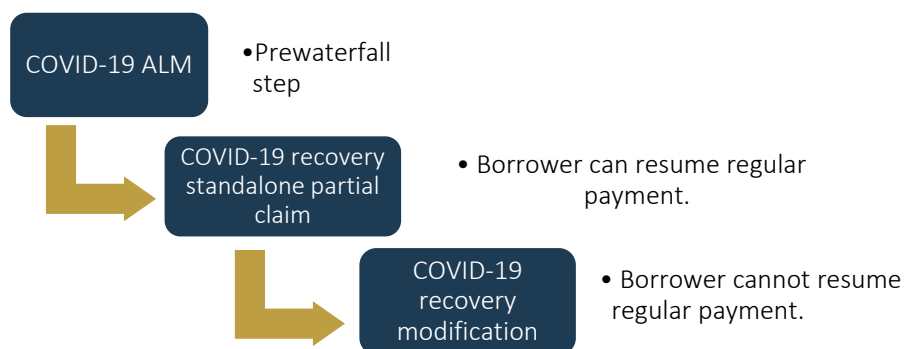 COVID-19 ALM
•Prewaterfall
step
COVID-19 recovery
standalone partial
claim
• Borrower can resume regular
payment.
COVID-19
recovery
modification
• Borrower cannot resume
regular payment.